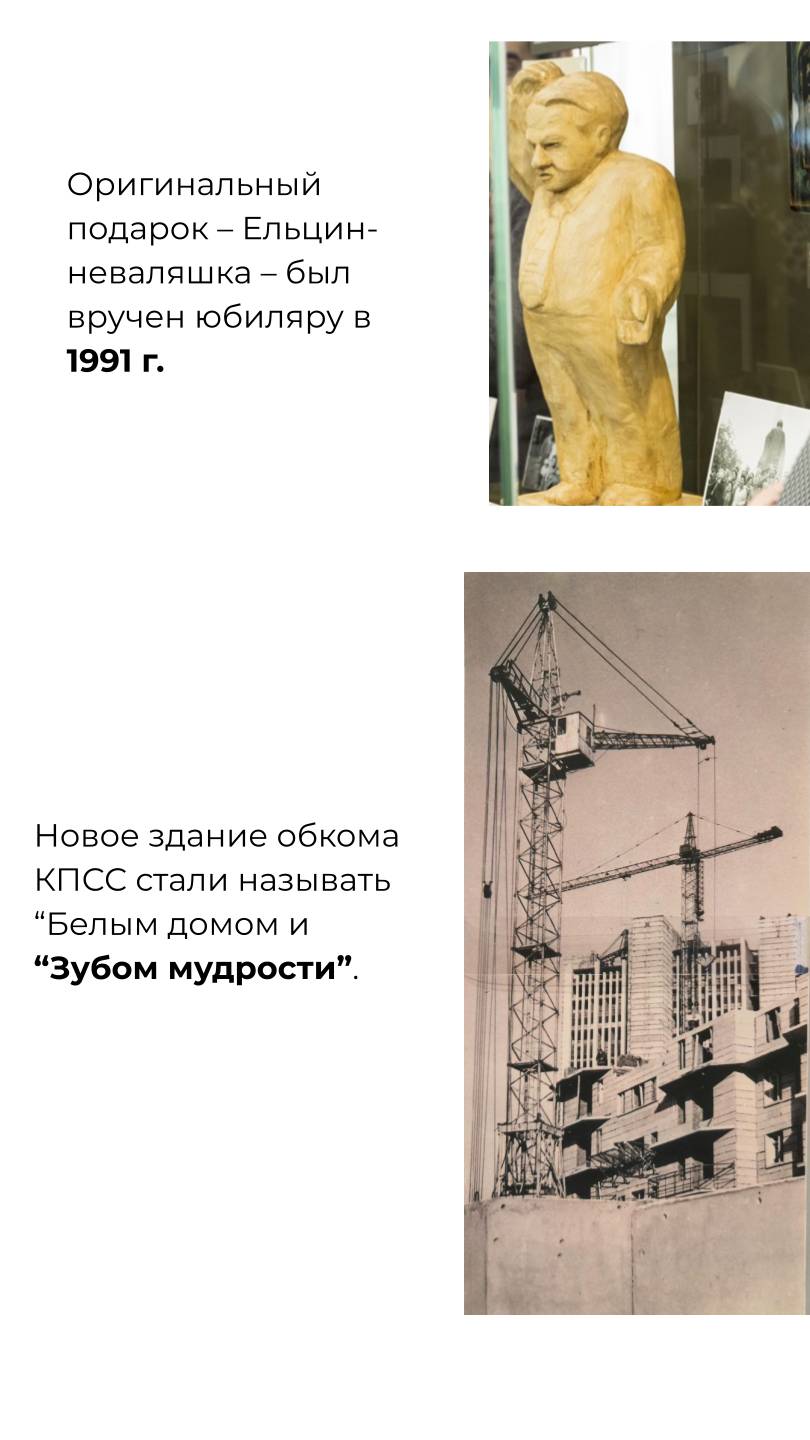 Оригинальный
подарок – Ельцин-
неваляшка – был
вручен юбиляру в
1991 г.
Новое здание обкома
КПСС стали называть
“Белым домом и
“Зубом мудрости”.